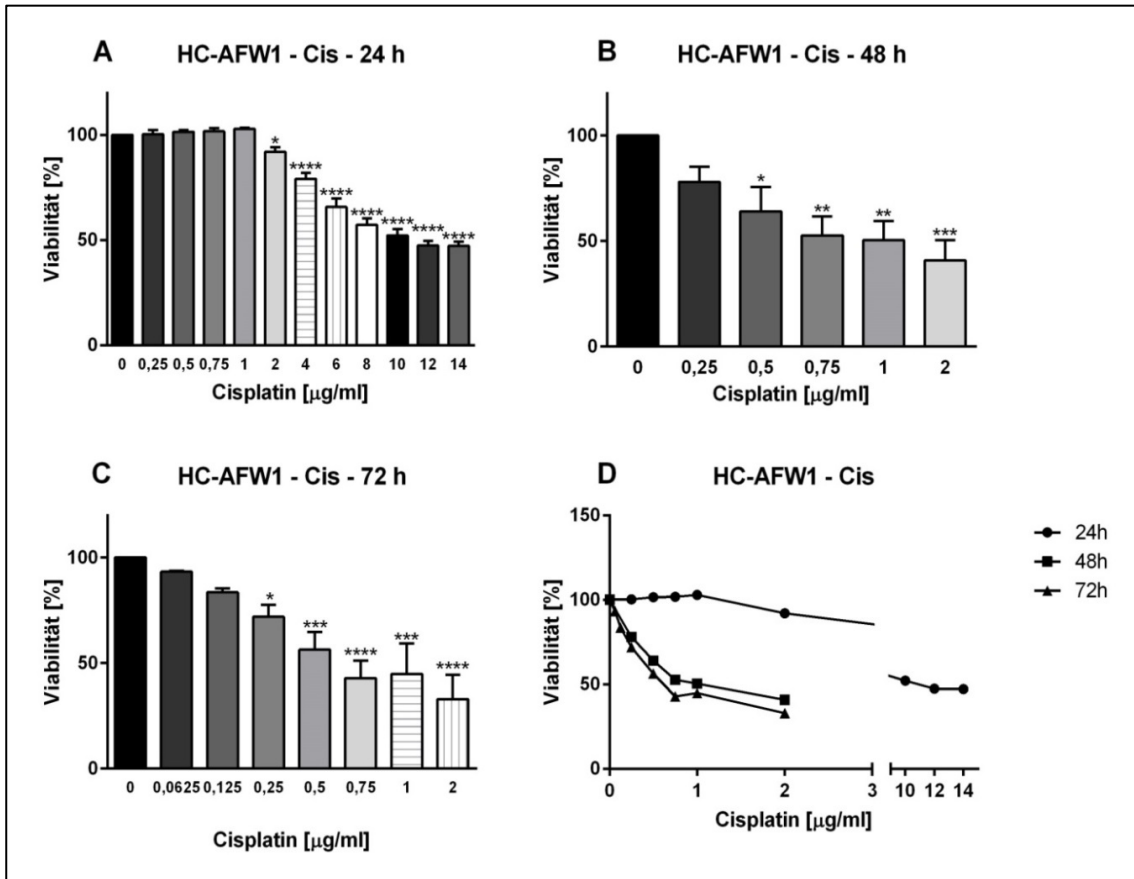 A
HC-AFW1 - Cis - 24 h
Viabilität [%]
100
50
0
* **** **** **** **** **** ****
0 0,25 0,5 0,75 1 2 4 6 8 10 12 14
Cisplatin [µg/ml]
B
HC-AFW1 - Cis - 48 h
Viabilität [%]
100
50
0
* ** ** ***
0 0,25 0,5 0,75 1 2
Cisplatin [µg/ml]
C
HC-AFW1 - Cis - 72 h
Viabilität [%]
100
50
0
* *** **** *** ****
0 0,0625 0,125 0,25 0,5 0,75 1 2
Cisplatin [µg/ml]
D
HC-AFW1 - Cis
Viabilität [%]
150
100
50
0
0 1 2 3 10 12 14
Cisplatin [µg/ml]
24h
48h
72h